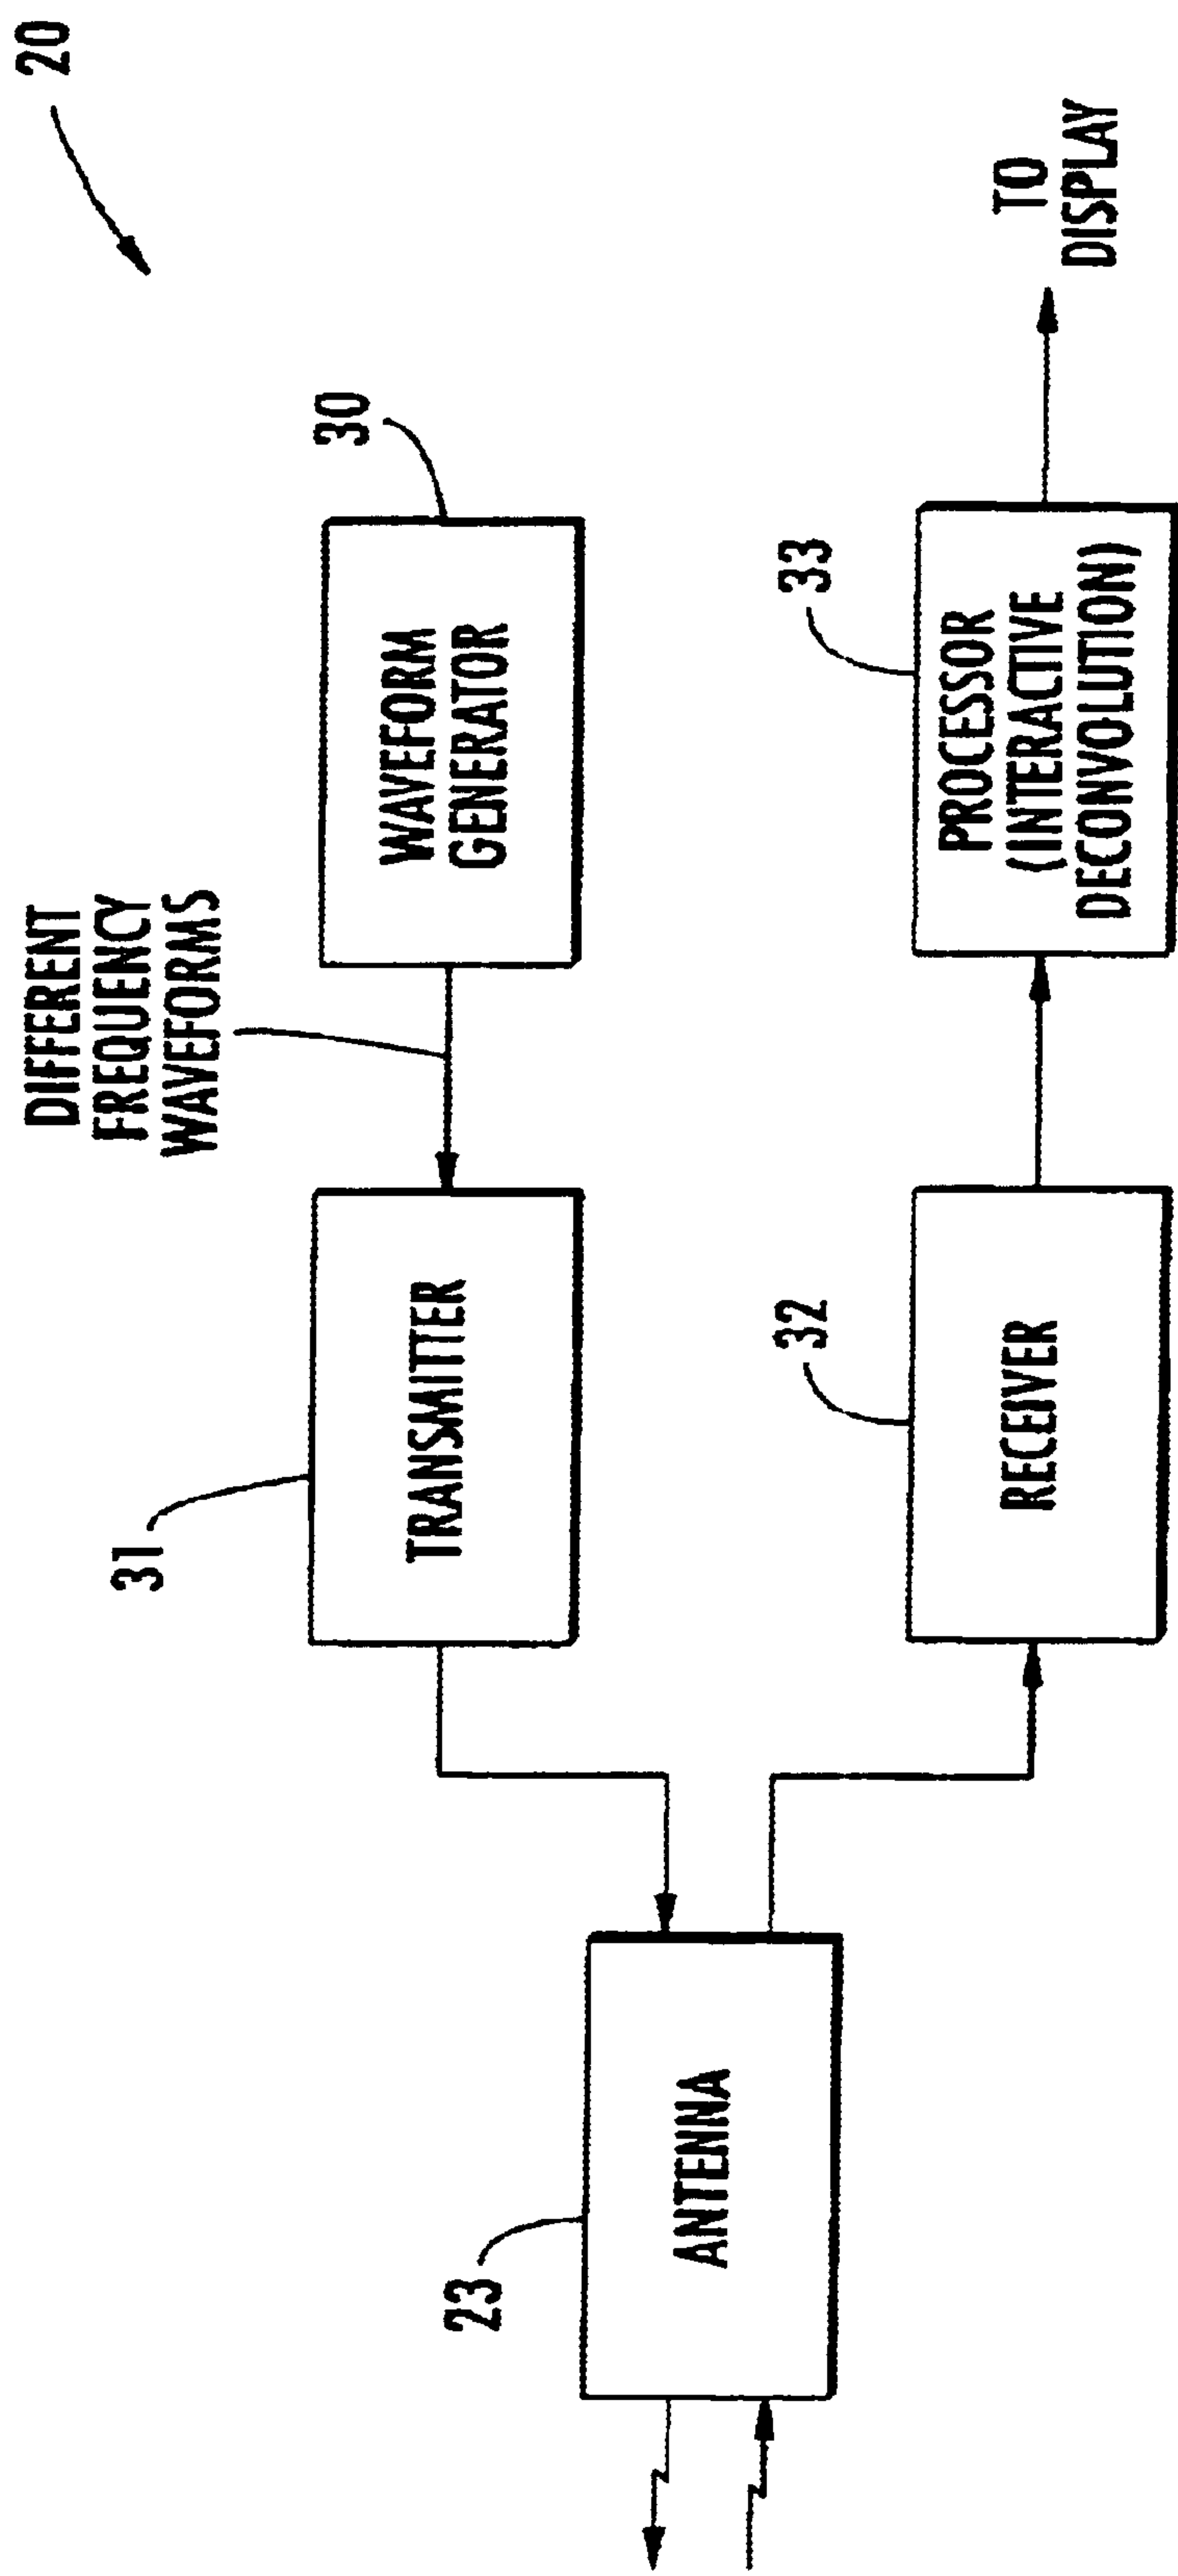 20
DIFFERENT
FREQUENCY
WAVEFORMS
31
TRANSMITTER
WAVEFORM
GENERATOR
30
23
ANTENNA
32
RECEIVER
33
PROCESSOR
(INTERACTIVE
DECONVOLUTION)
TO
DISPLAY